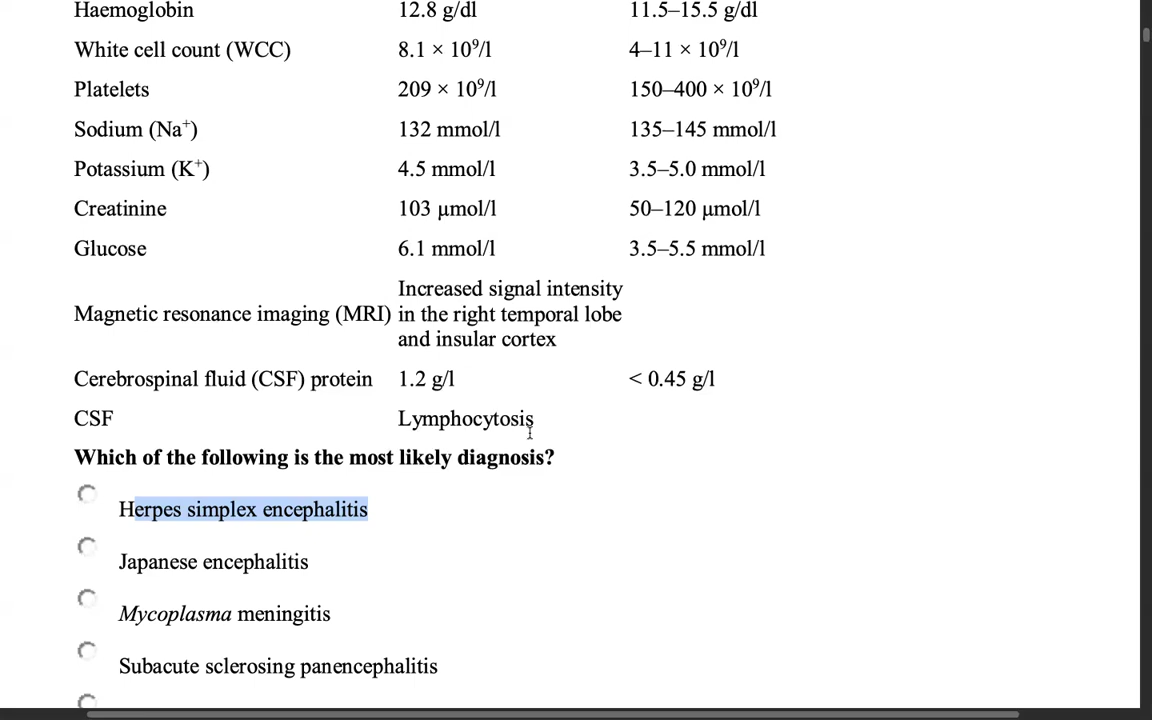 Haemoglobin 12.8 g/dl 11.5–15.5 g/dl
White cell count (WCC) 8.1 × 10⁹/l 4–11 × 10⁹/l
Platelets 209 × 10⁹/l 150–400 × 10⁹/l
Sodium (Na⁺) 132 mmol/l 135–145 mmol/l
Potassium (K⁺) 4.5 mmol/l 3.5–5.0 mmol/l
Creatinine 103 µmol/l 50–120 µmol/l
Glucose 6.1 mmol/l 3.5–5.5 mmol/l
Increased signal intensity
Magnetic resonance imaging (MRI) in the right temporal lobe
and insular cortex
Cerebrospinal fluid (CSF) protein 1.2 g/l < 0.45 g/l
CSF Lymphocytosis
Which of the following is the most likely diagnosis?
Herpes simplex encephalitis
Japanese encephalitis
Mycoplasma meningitis
Subacute sclerosing panencephalitis